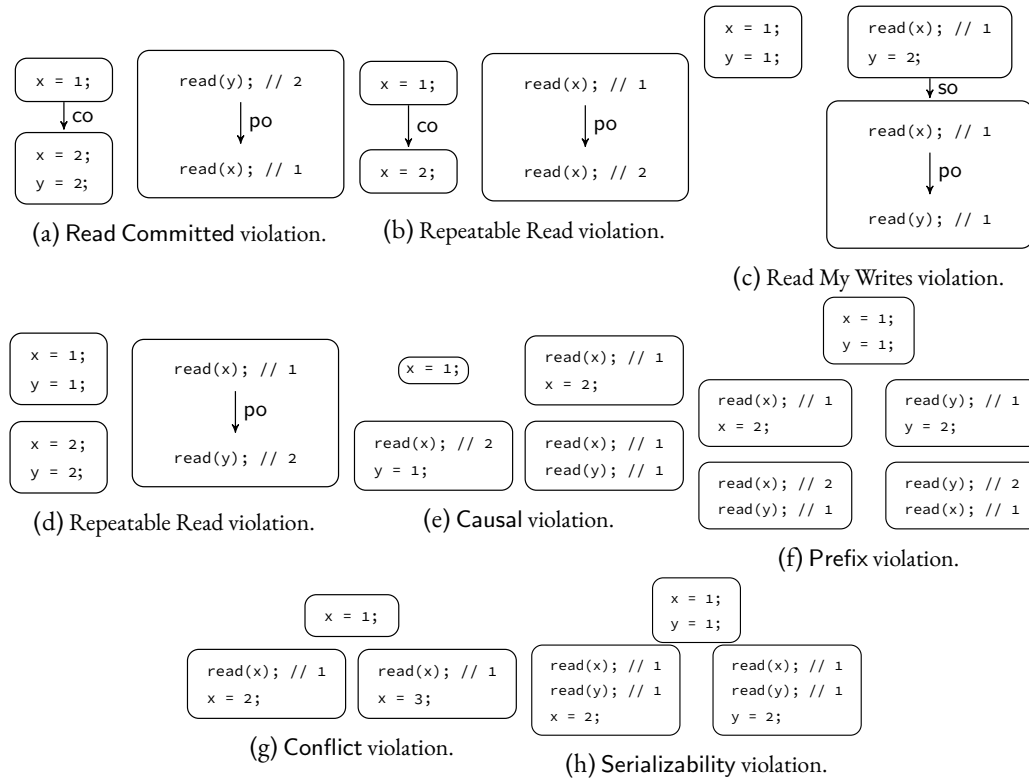 x = 1;
co
x = 2;
y = 2;
read(y); // 2
po
read(x); // 1
(a) Read Committed violation.
x = 1;
co
x = 2;
read(x); // 1
po
read(x); // 2
(b) Repeatable Read violation.
x = 1;
y = 1;
read(x); // 1
y = 2;
so
read(x); // 1
po
read(y); // 1
(c) Read My Writes violation.
x = 1;
y = 1;
x = 2;
y = 2;
read(x); // 1
po
read(y); // 2
(d) Repeatable Read violation.
x = 1;
read(x); // 1
x = 2;
read(x); // 2
y = 1;
read(x); // 1
read(y); // 1
(e) Causal violation.
x = 1;
y = 1;
read(x); // 1
x = 2;
read(y); // 1
y = 2;
read(x); // 2
read(y); // 1
read(y); // 2
read(x); // 1
(f) Prefix violation.
x = 1;
read(x); // 1
x = 2;
read(x); // 1
x = 3;
(g) Conflict violation.
x = 1;
y = 1;
read(x); // 1
read(y); // 1
x = 2;
read(x); // 1
read(y); // 1
y = 2;
(h) Serializability violation.